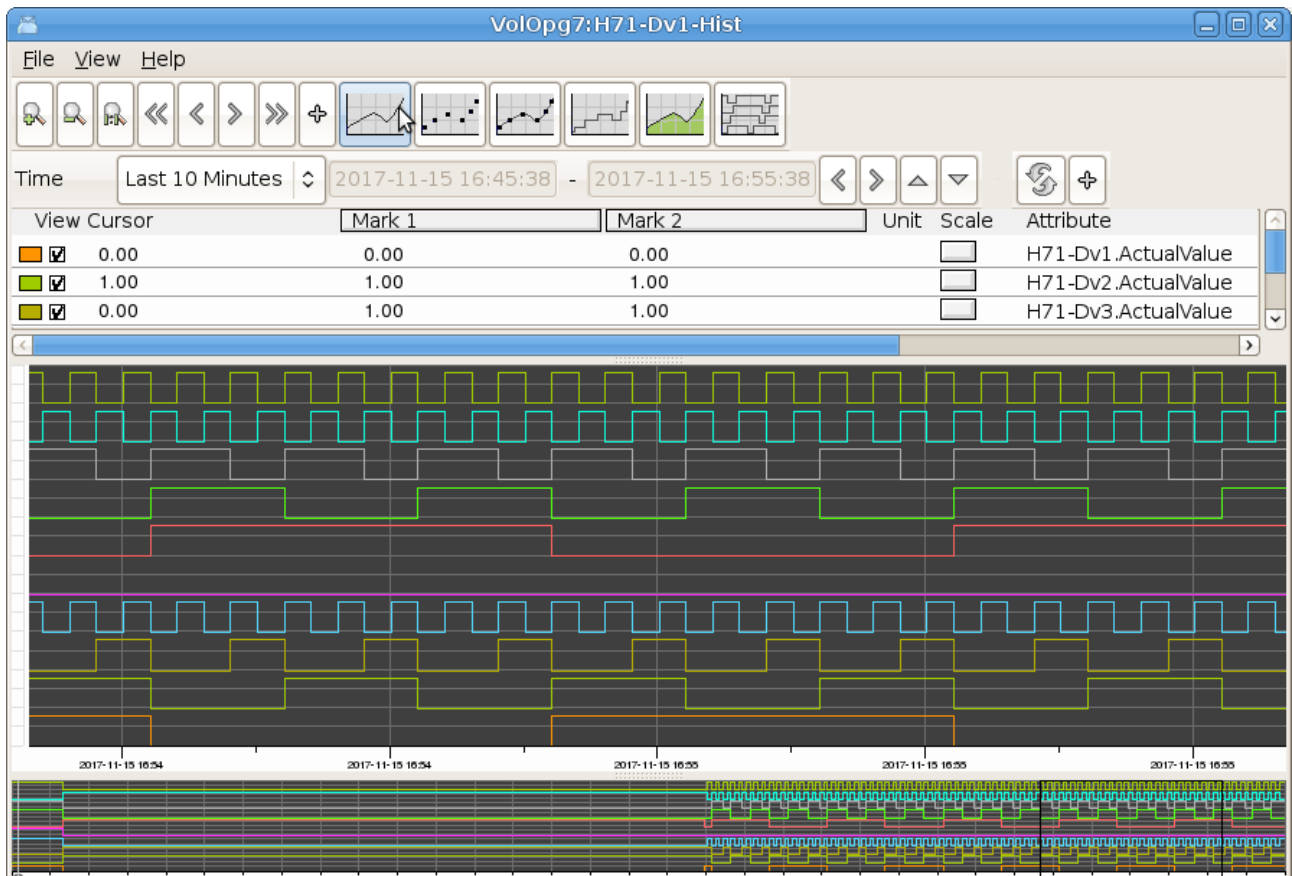 VolOpg7:H71-Dv1-Hist
File View Help
1:1
Time Last 10 Minutes 2017-11-15 16:45:38 - 2017-11-15 16:55:38
View Cursor Mark 1 Mark 2 Unit Scale Attribute
0.00 0.00 0.00 H71-Dv1.ActualValue
1.00 1.00 1.00 H71-Dv2.ActualValue
0.00 1.00 1.00 H71-Dv3.ActualValue
2017-11-15 16:54 2017-11-15 16:54 2017-11-15 16:55 2017-11-15 16:55 2017-11-15 16:55